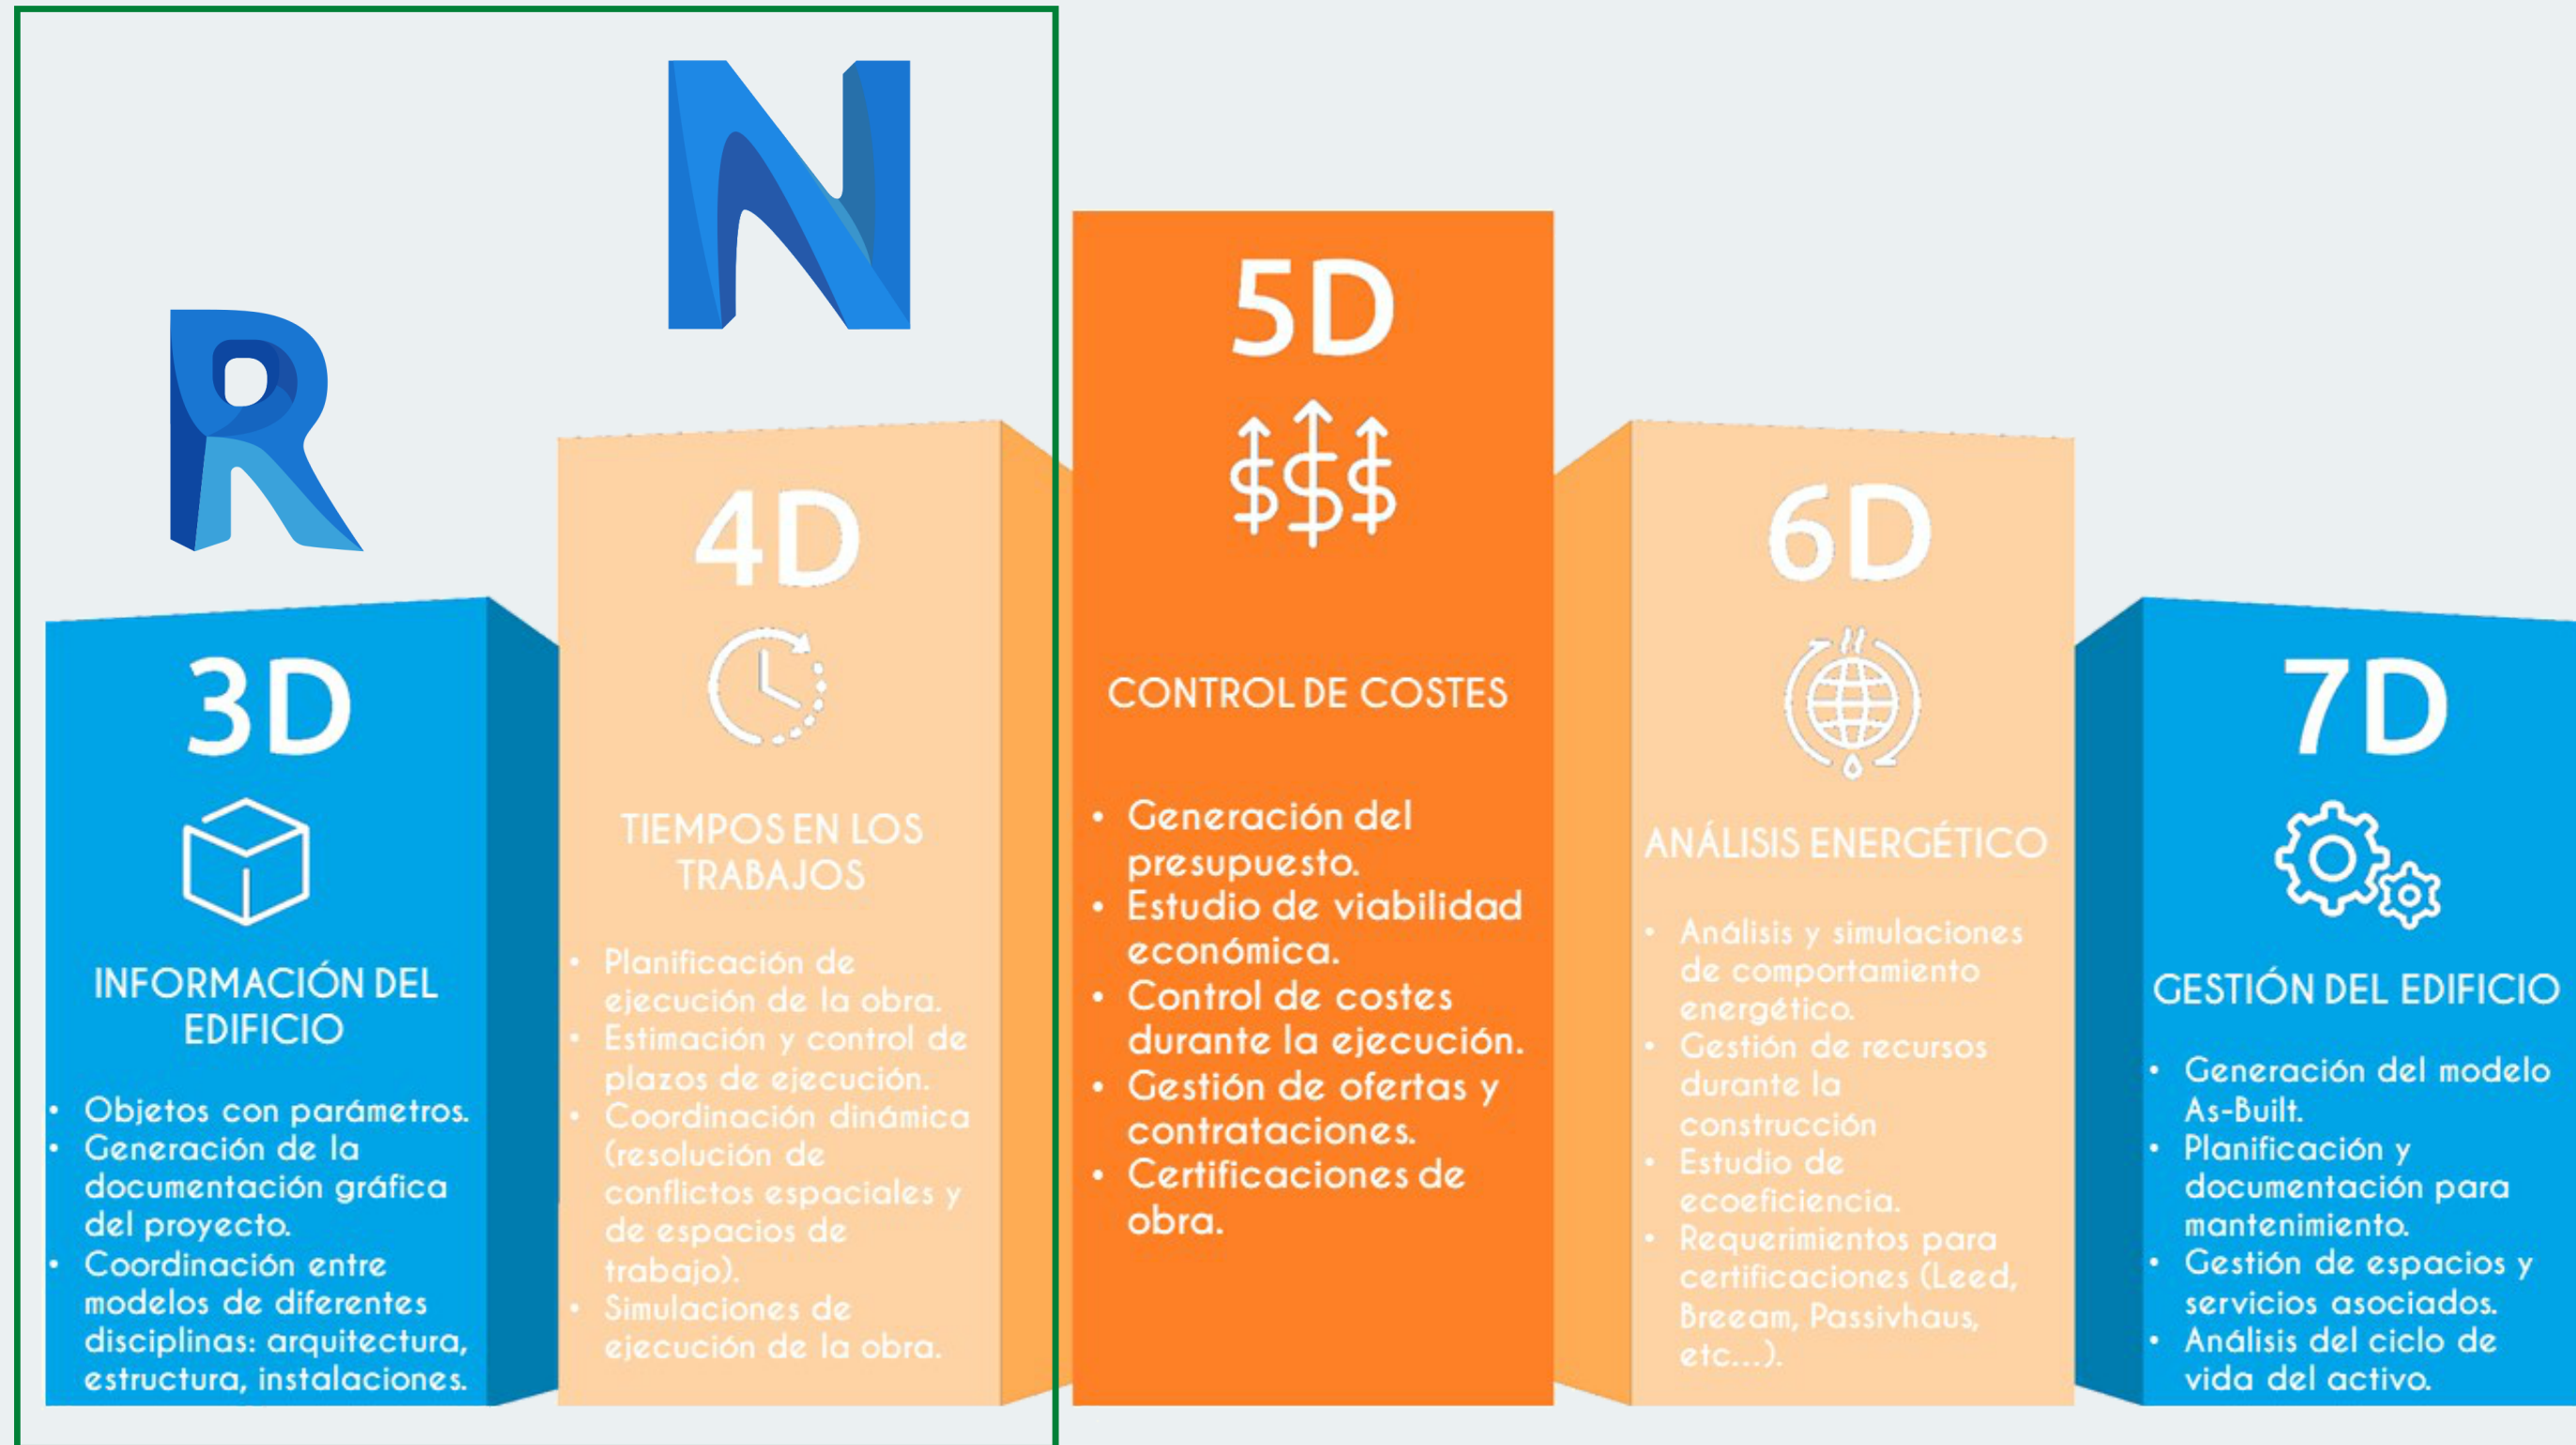 R
N
3D
INFORMACIÓN DEL
EDIFICIO
• Objetos con parámetros.
• Generación de la
documentación gráfica
del proyecto.
• Coordinación entre
modelos de diferentes
disciplinas: arquitectura,
estructura, instalaciones.
4D
TIEMPOS EN LOS
TRABAJOS
• Planificación de
ejecución de la obra.
• Estimación y control de
plazos de ejecución.
• Coordinación dinámica
(resolución de
conflictos espaciales y
de espacios de
trabajo).
• Simulaciones de
ejecución de la obra.
5D
$$$
CONTROL DE COSTES
• Generación del
presupuesto.
• Estudio de viabilidad
económica.
• Control de costes
durante la ejecución.
• Gestión de ofertas y
contrataciones.
• Certificaciones de
obra.
6D
ANÁLISIS ENERGÉTICO
• Análisis y simulaciones
de comportamiento
energético.
• Gestión de recursos
durante la
construcción
• Estudio de
ecoeficiencia.
• Requerimientos para
certificaciones (Leed,
Breeam, Passivhaus,
etc...).
7D
GESTIÓN DEL EDIFICIO
• Generación del modelo
As-Built.
• Planificación y
documentación para
mantenimiento.
• Gestión de espacios y
servicios asociados.
• Análisis del ciclo de
vida del activo.